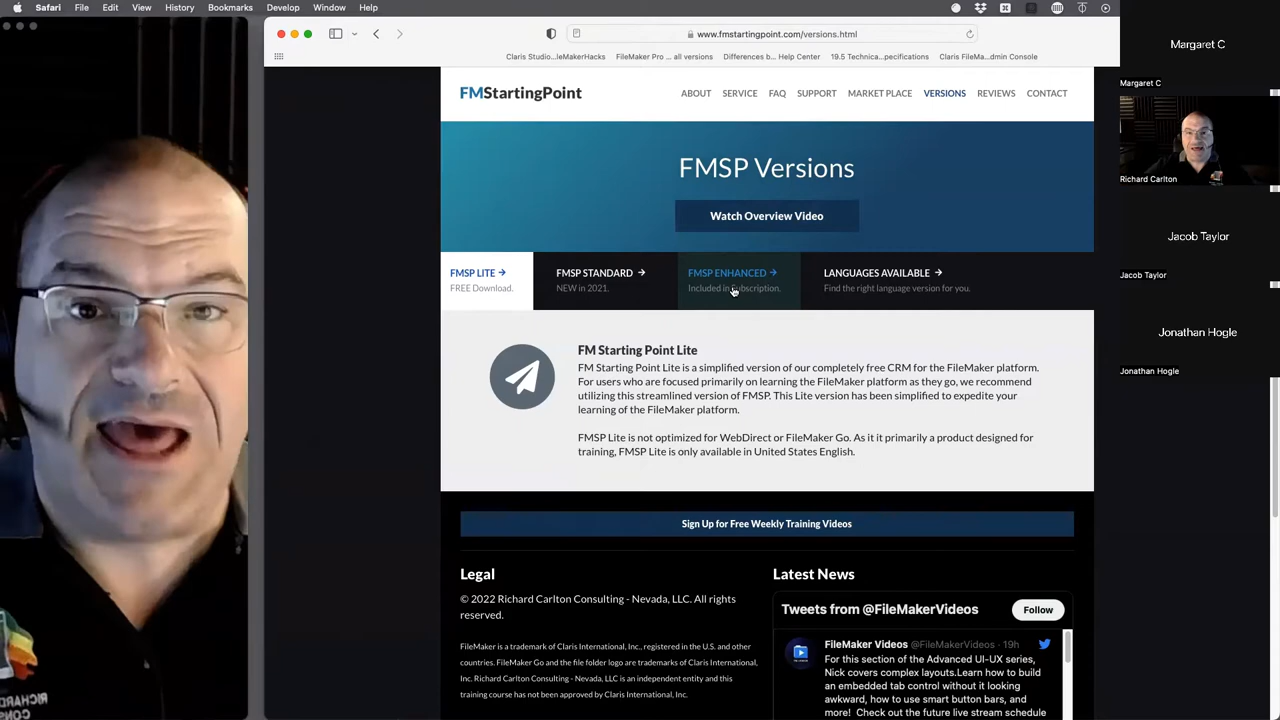 Safari File Edit View History Bookmarks Develop Window Help
www.fmstartingpoint.com/versions.html
Claris Studio...leMakerHacks FileMaker Pro ... all versions Differences b... Help Center 19.5 Technica...pecifications Claris FileMa...dmin Console
FMStartingPoint
ABOUT SERVICE FAQ SUPPORT MARKET PLACE VERSIONS REVIEWS CONTACT
FMSP Versions
Watch Overview Video
FMSP LITE →
FREE Download.
FMSP STANDARD →
NEW in 2021.
FMSP ENHANCED →
Included in Subscription.
LANGUAGES AVAILABLE →
Find the right language version for you.
FM Starting Point Lite
FM Starting Point Lite is a simplified version of our completely free CRM for the FileMaker platform.
For users who are focused primarily on learning the FileMaker platform as they go, we recommend
utilizing this streamlined version of FMSP. This Lite version has been simplified to expedite your
learning of the FileMaker platform.
FMSP Lite is not optimized for WebDirect or FileMaker Go. As it it primarily a product designed for
training, FMSP Lite is only available in United States English.
Sign Up for Free Weekly Training Videos
Legal
© 2022 Richard Carlton Consulting - Nevada, LLC. All rights
reserved.
FileMaker is a trademark of Claris International, Inc., registered in the U.S. and other
countries. FileMaker Go and the file folder logo are trademarks of Claris International,
Inc. Richard Carlton Consulting - Nevada, LLC is an independent entity and this
training course has not been approved by Claris International, Inc.
Latest News
Tweets from @FileMakerVideos
Follow
FileMaker Videos @FileMakerVideos · 19h
For this section of the Advanced UI-UX series,
Nick covers complex layouts.Learn how to build
an embedded tab control without it looking
awkward, how to use smart button bars, and
more! Check out the future live stream schedule
Margaret C
Margaret C
Richard Carlton
Jacob Taylor
Jacob Taylor
Jonathan Hogle
Jonathan Hogle